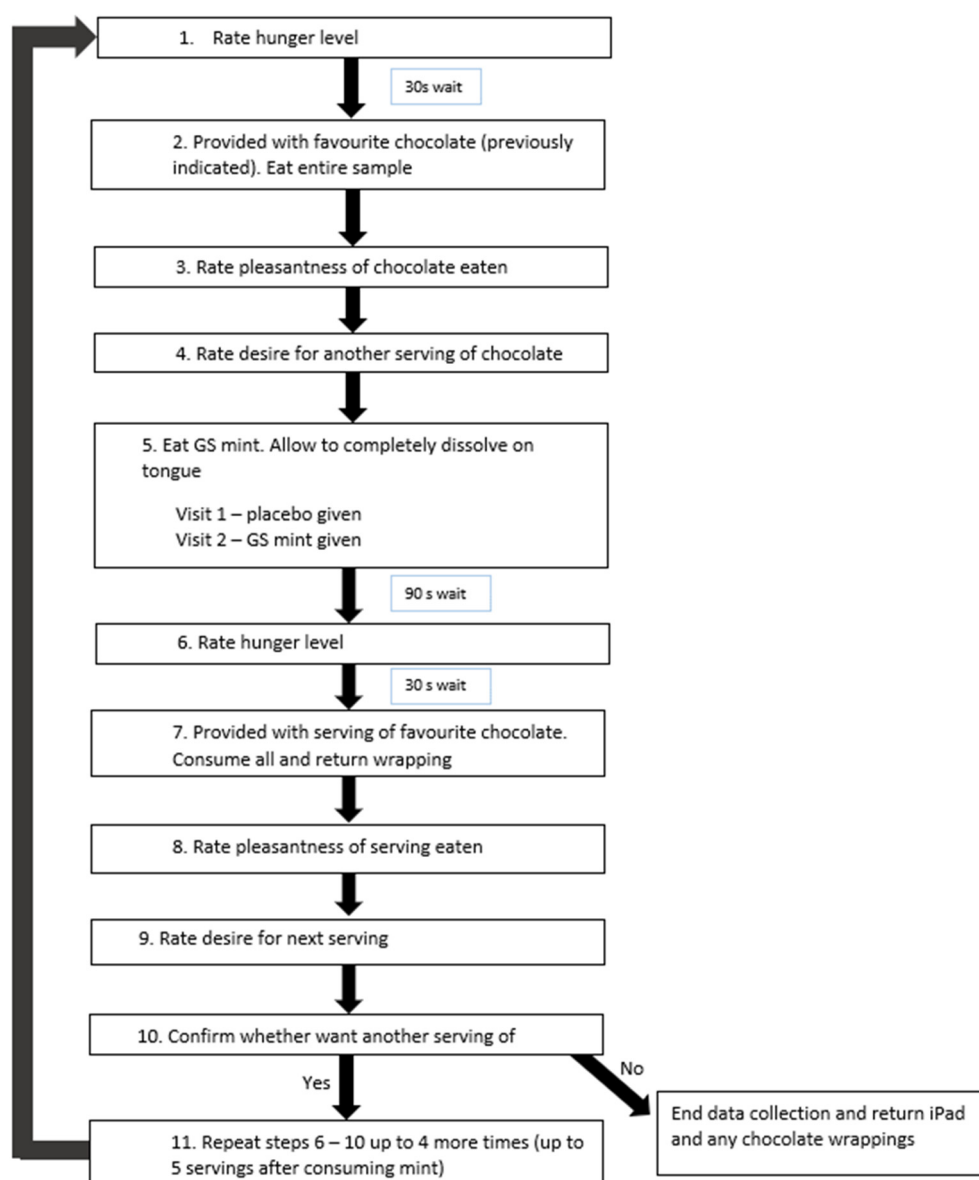 1. Rate hunger level
30s wait
2. Provided with favourite chocolate (previously
indicated). Eat entire sample
3. Rate pleasantness of chocolate eaten
4. Rate desire for another serving of chocolate
5. Eat GS mint. Allow to completely dissolve on
tongue
Visit 1 – placebo given
Visit 2 – GS mint given
90 s wait
6. Rate hunger level
30 s wait
7. Provided with serving of favourite chocolate.
Consume all and return wrapping
8. Rate pleasantness of serving eaten
9. Rate desire for next serving
10. Confirm whether want another serving of
Yes
No
End data collection and return iPad
and any chocolate wrappings
11. Repeat steps 6 – 10 up to 4 more times (up to
5 servings after consuming mint)